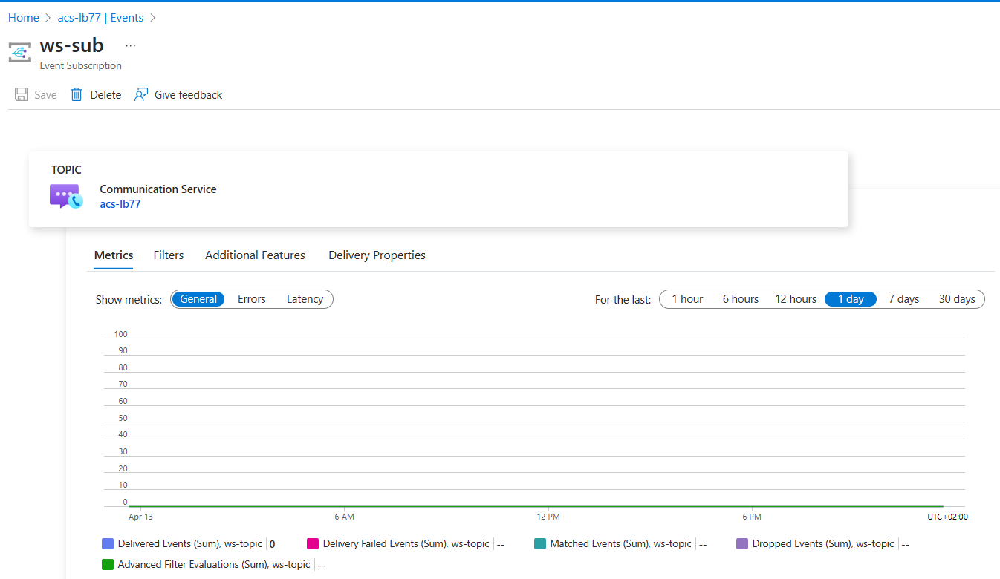 Home > acs-lb77 | Events >
ws-sub ...
Event Subscription
Save Delete Give feedback
TOPIC
Communication Service
acs-lb77
Metrics Filters Additional Features Delivery Properties
Show metrics: General Errors Latency For the last: 1 hour 6 hours 12 hours 1 day 7 days 30 days
100
90
80
70
60
50
40
30
20
10
0
Apr 13 6 AM 12 PM 6 PM UTC+02:00
Delivered Events (Sum), ws-topic 0 Delivery Failed Events (Sum), ws-topic -- Matched Events (Sum), ws-topic -- Dropped Events (Sum), ws-topic --
Advanced Filter Evaluations (Sum), ws-topic --